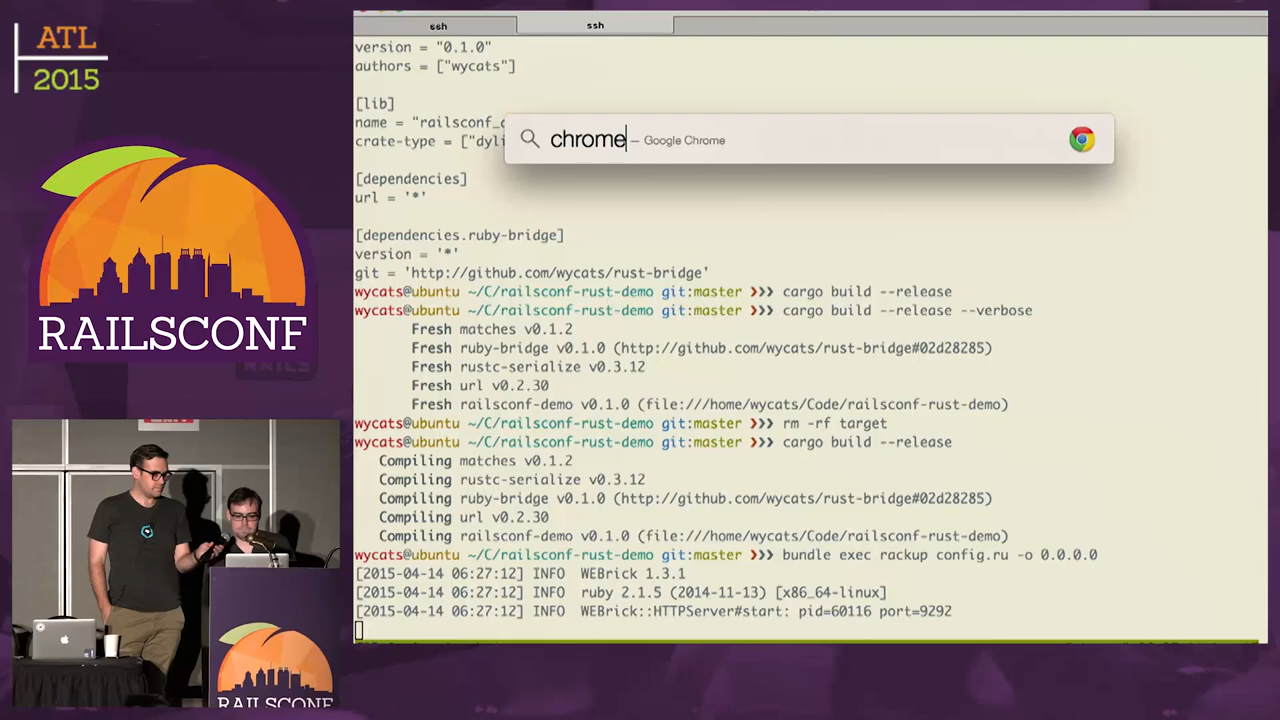 ATL
2015
RAILSCONF
RAILSCONF
ssh
ssh
version = "0.1.0"
authors = ["wycats"]
[lib]
name = "railsconf_
crate-type = ["dyli
chrome — Google Chrome
[dependencies]
url = '*'
[dependencies.ruby-bridge]
version = '*'
git = 'http://github.com/wycats/rust-bridge'
wycats@ubuntu ~/C/railsconf-rust-demo git:master ❯❯❯ cargo build --release
wycats@ubuntu ~/C/railsconf-rust-demo git:master ❯❯❯ cargo build --release --verbose
Fresh matches v0.1.2
Fresh ruby-bridge v0.1.0 (http://github.com/wycats/rust-bridge#02d28285)
Fresh rustc-serialize v0.3.12
Fresh url v0.2.30
Fresh railsconf-demo v0.1.0 (file:///home/wycats/Code/railsconf-rust-demo)
wycats@ubuntu ~/C/railsconf-rust-demo git:master ❯❯❯ rm -rf target
wycats@ubuntu ~/C/railsconf-rust-demo git:master ❯❯❯ cargo build --release
Compiling matches v0.1.2
Compiling rustc-serialize v0.3.12
Compiling ruby-bridge v0.1.0 (http://github.com/wycats/rust-bridge#02d28285)
Compiling url v0.2.30
Compiling railsconf-demo v0.1.0 (file:///home/wycats/Code/railsconf-rust-demo)
wycats@ubuntu ~/C/railsconf-rust-demo git:master ❯❯❯ bundle exec rackup config.ru -o 0.0.0.0
[2015-04-14 06:27:12] INFO  WEBrick 1.3.1
[2015-04-14 06:27:12] INFO  ruby 2.1.5 (2014-11-13) [x86_64-linux]
[2015-04-14 06:27:12] INFO  WEBrick::HTTPServer#start: pid=60116 port=9292